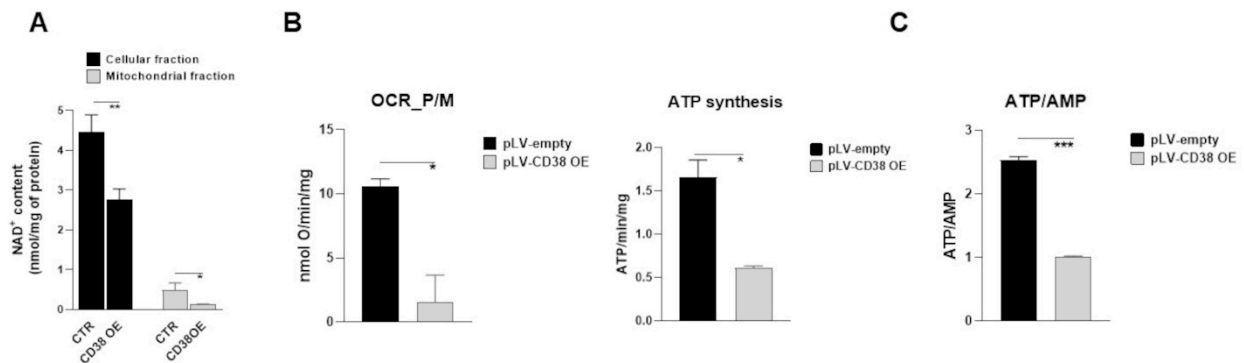 A
B
C
Cellular fraction
Mitochondrial fraction
NAD+ content
(nmol/mg of protein)
5
4
3
2
1
0
**
*
CTR
CD38 OE
CTR
CD38OE
OCR_P/M
nmol O/min/mg
15
10
5
0
*
pLV-empty
pLV-CD38 OE
ATP synthesis
ATP/min/mg
2.0
1.5
1.0
0.5
0.0
*
pLV-empty
pLV-CD38 OE
ATP/AMP
ATP/AMP
3
2
1
0
***
pLV-empty
pLV-CD38 OE